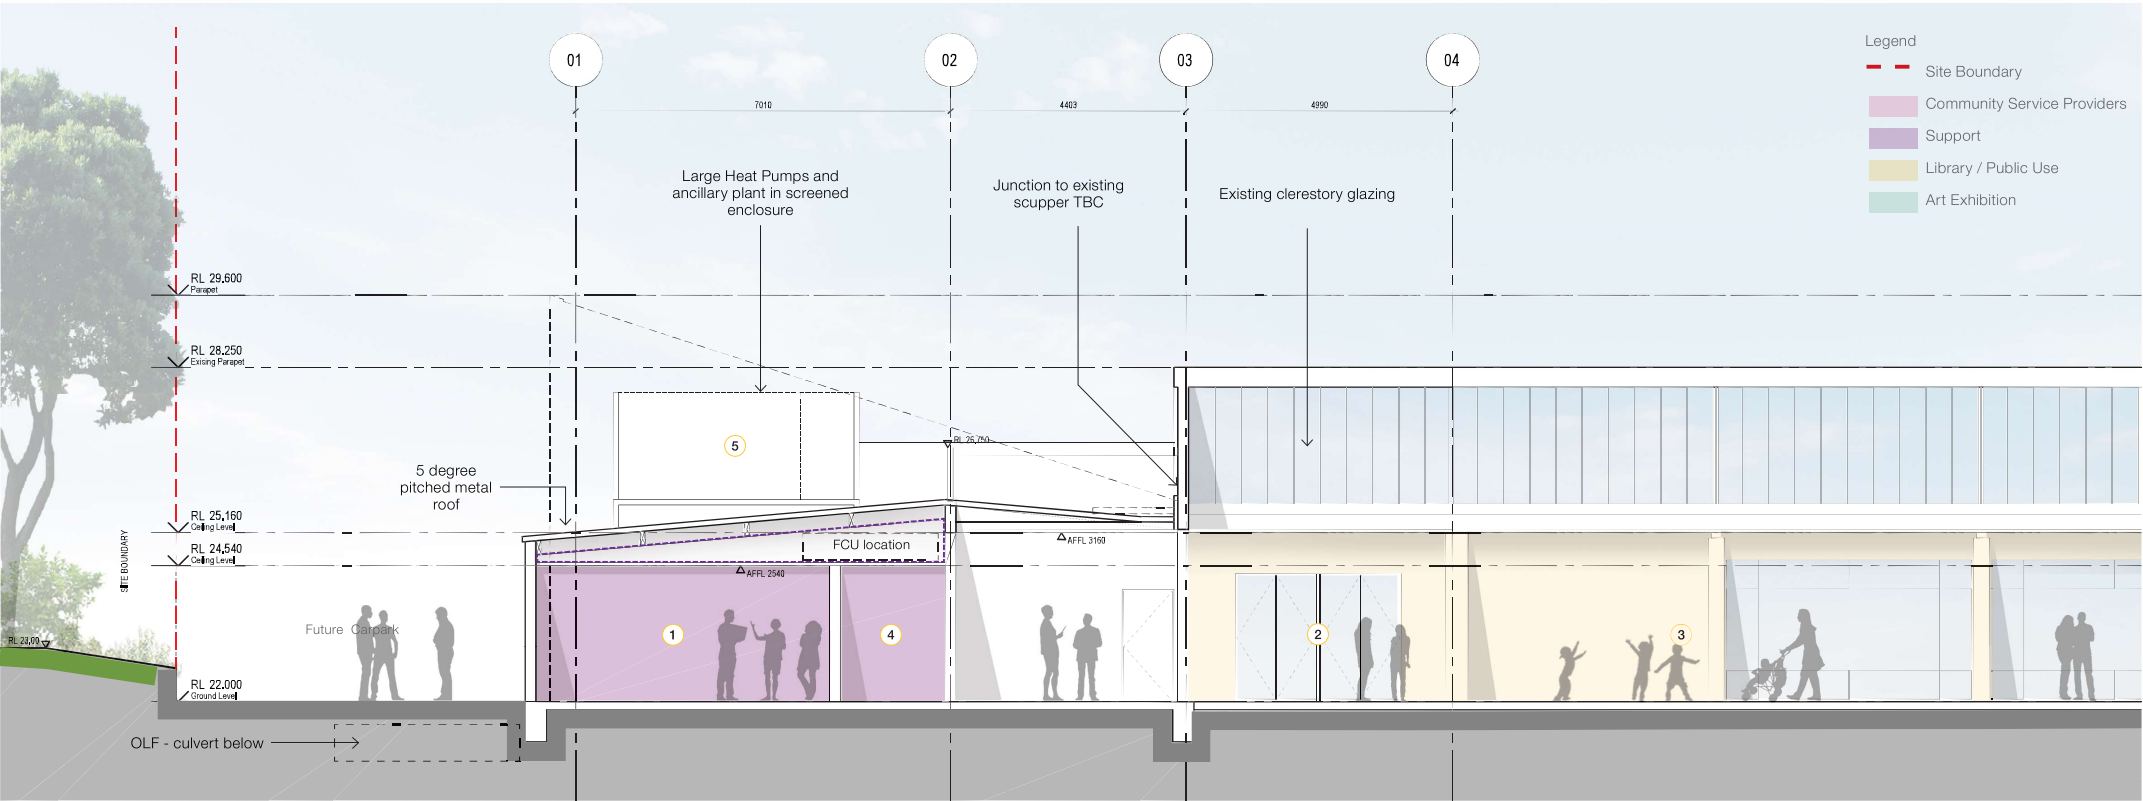 01
02
03
04
7010
4403
4990
Legend
Site Boundary
Community Service Providers
Support
Library / Public Use
Art Exhibition
Large Heat Pumps and
ancillary plant in screened
enclosure
Junction to existing
scupper TBC
Existing clerestory glazing
RL 29.600
Parapet
RL 28.250
Exising Parapet
5
RL 26.750
5 degree
pitched metal
roof
RL 25.160
Ceiling Level
RL 24.540
Ceiling Level
FCU location
AFFL 3160
AFFL 2540
SITE BOUNDARY
Future Carpark
1
4
2
3
RL 23.00
RL 22.000
Ground Level
OLF - culvert below